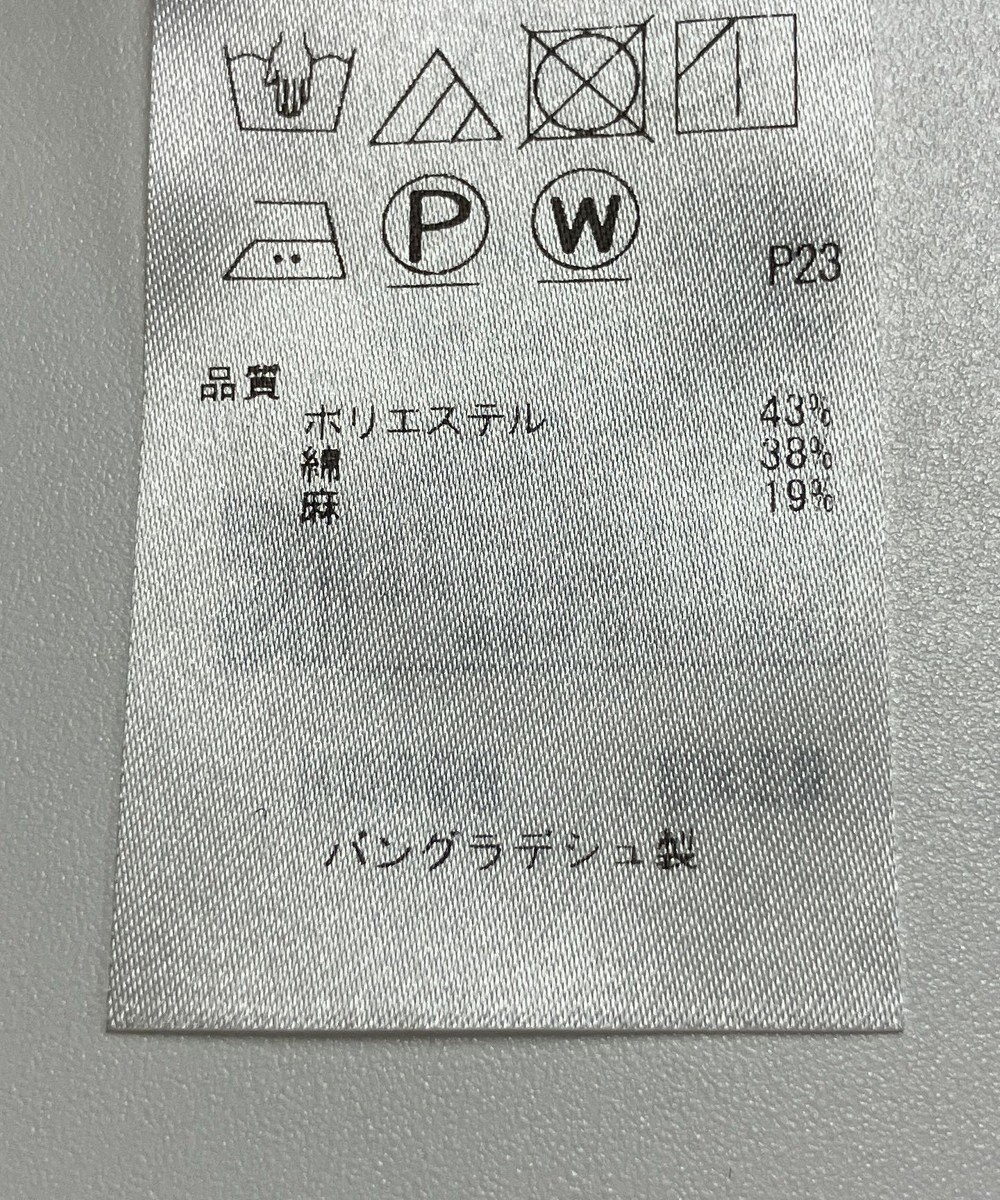 P W P23
品質
ポリエステル 43%
綿 38%
麻 19%
バングラデシュ製